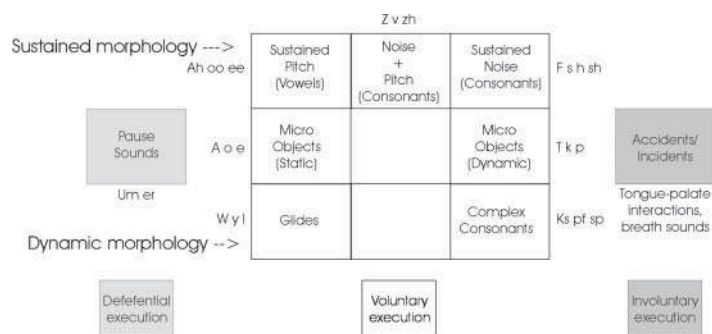 Z v zh
Sustained morphology --->
Ah oo ee
Sustained
Pitch
(Vowels)
Noise
+
Pitch
(Consonants)
Sustained
Noise
(Consonants)
F s h sh
Pause
Sounds
Um er
A o e
Micro
Objects
(Static)
Micro
Objects
(Dynamic)
T k p
Accidents/
Incidents
Tongue-palate
interactions,
breath sounds
W y l
Dynamic morphology -->
Glides
Complex
Consonants
Ks pf sp
Defefential
execution
Voluntary
execution
Involuntary
execution